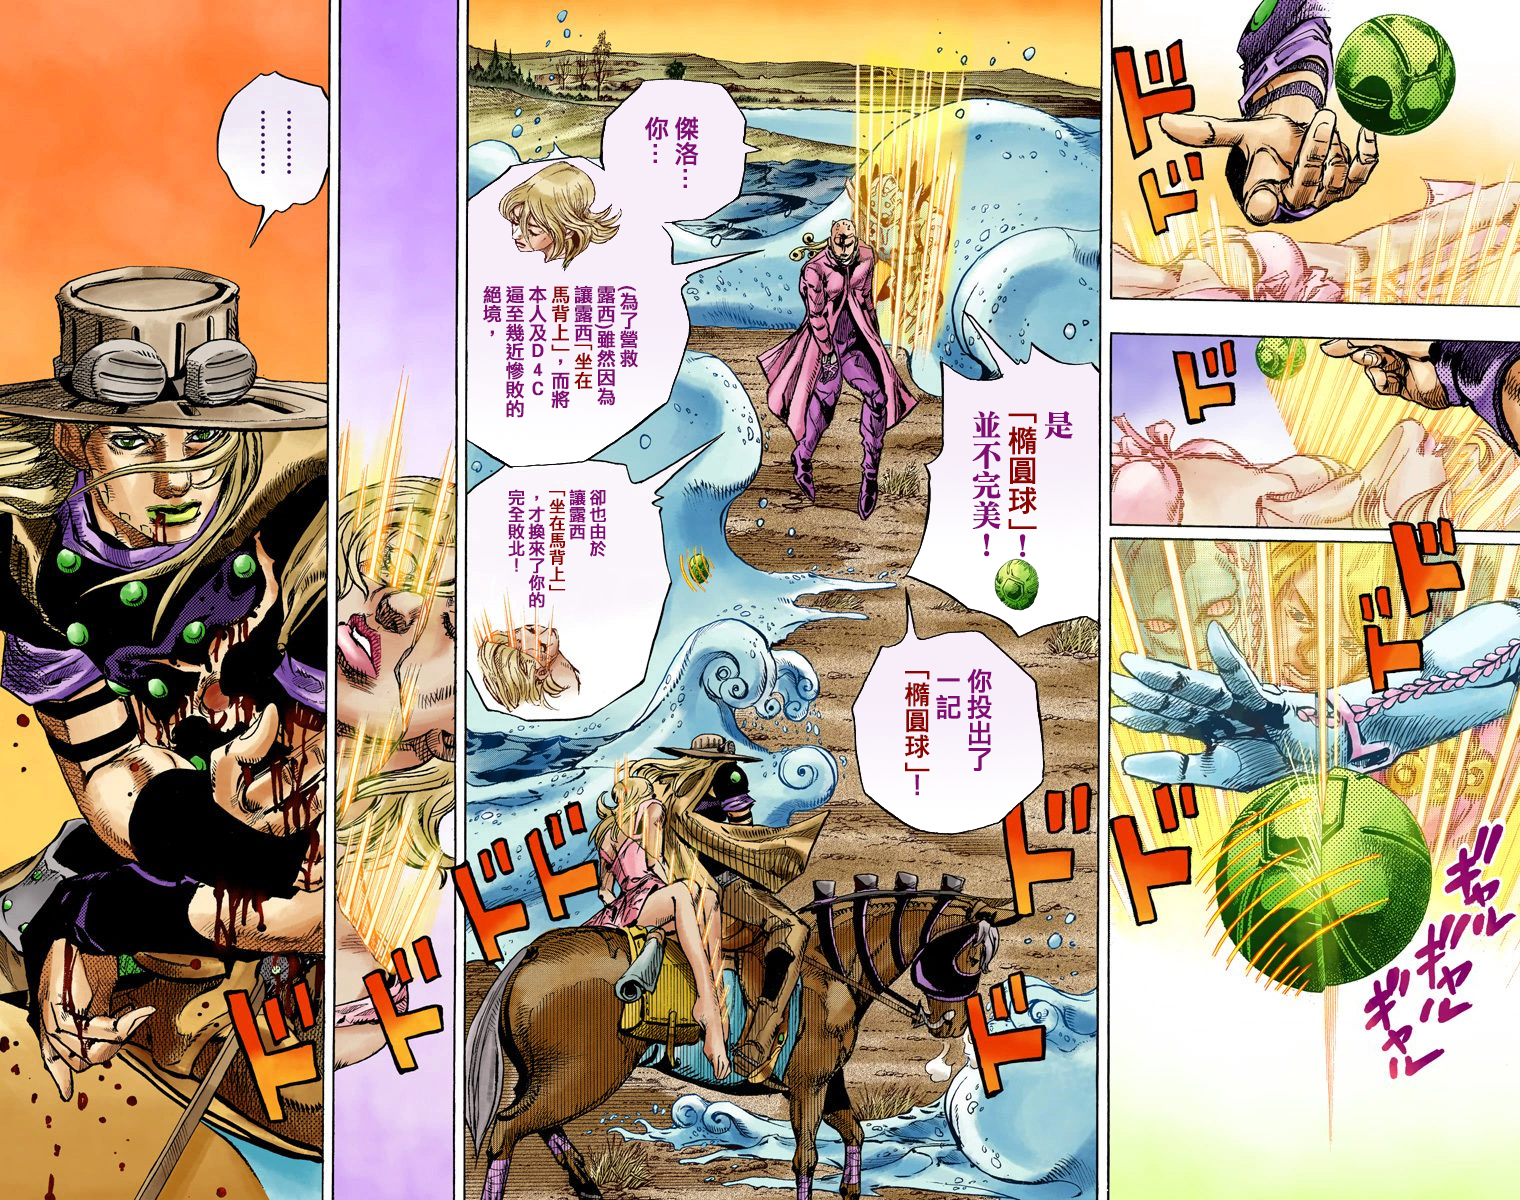 ドド
ド
ギャル
ギャル
ギャル
ドド
ド
是
「橢圓球」！
並不完美！
你投出了
一記
「橢圓球」！
傑洛…
你…
(為了營救
露西)雖然因為
讓露西「坐在
馬背上」，而將
本人及D4C
逼至幾近慘敗的
絕境，
卻也由於
讓露西
「坐在馬背上」
，才換來了你的
完全敗北！
ドド
ド
ド
ド
ド
………
………